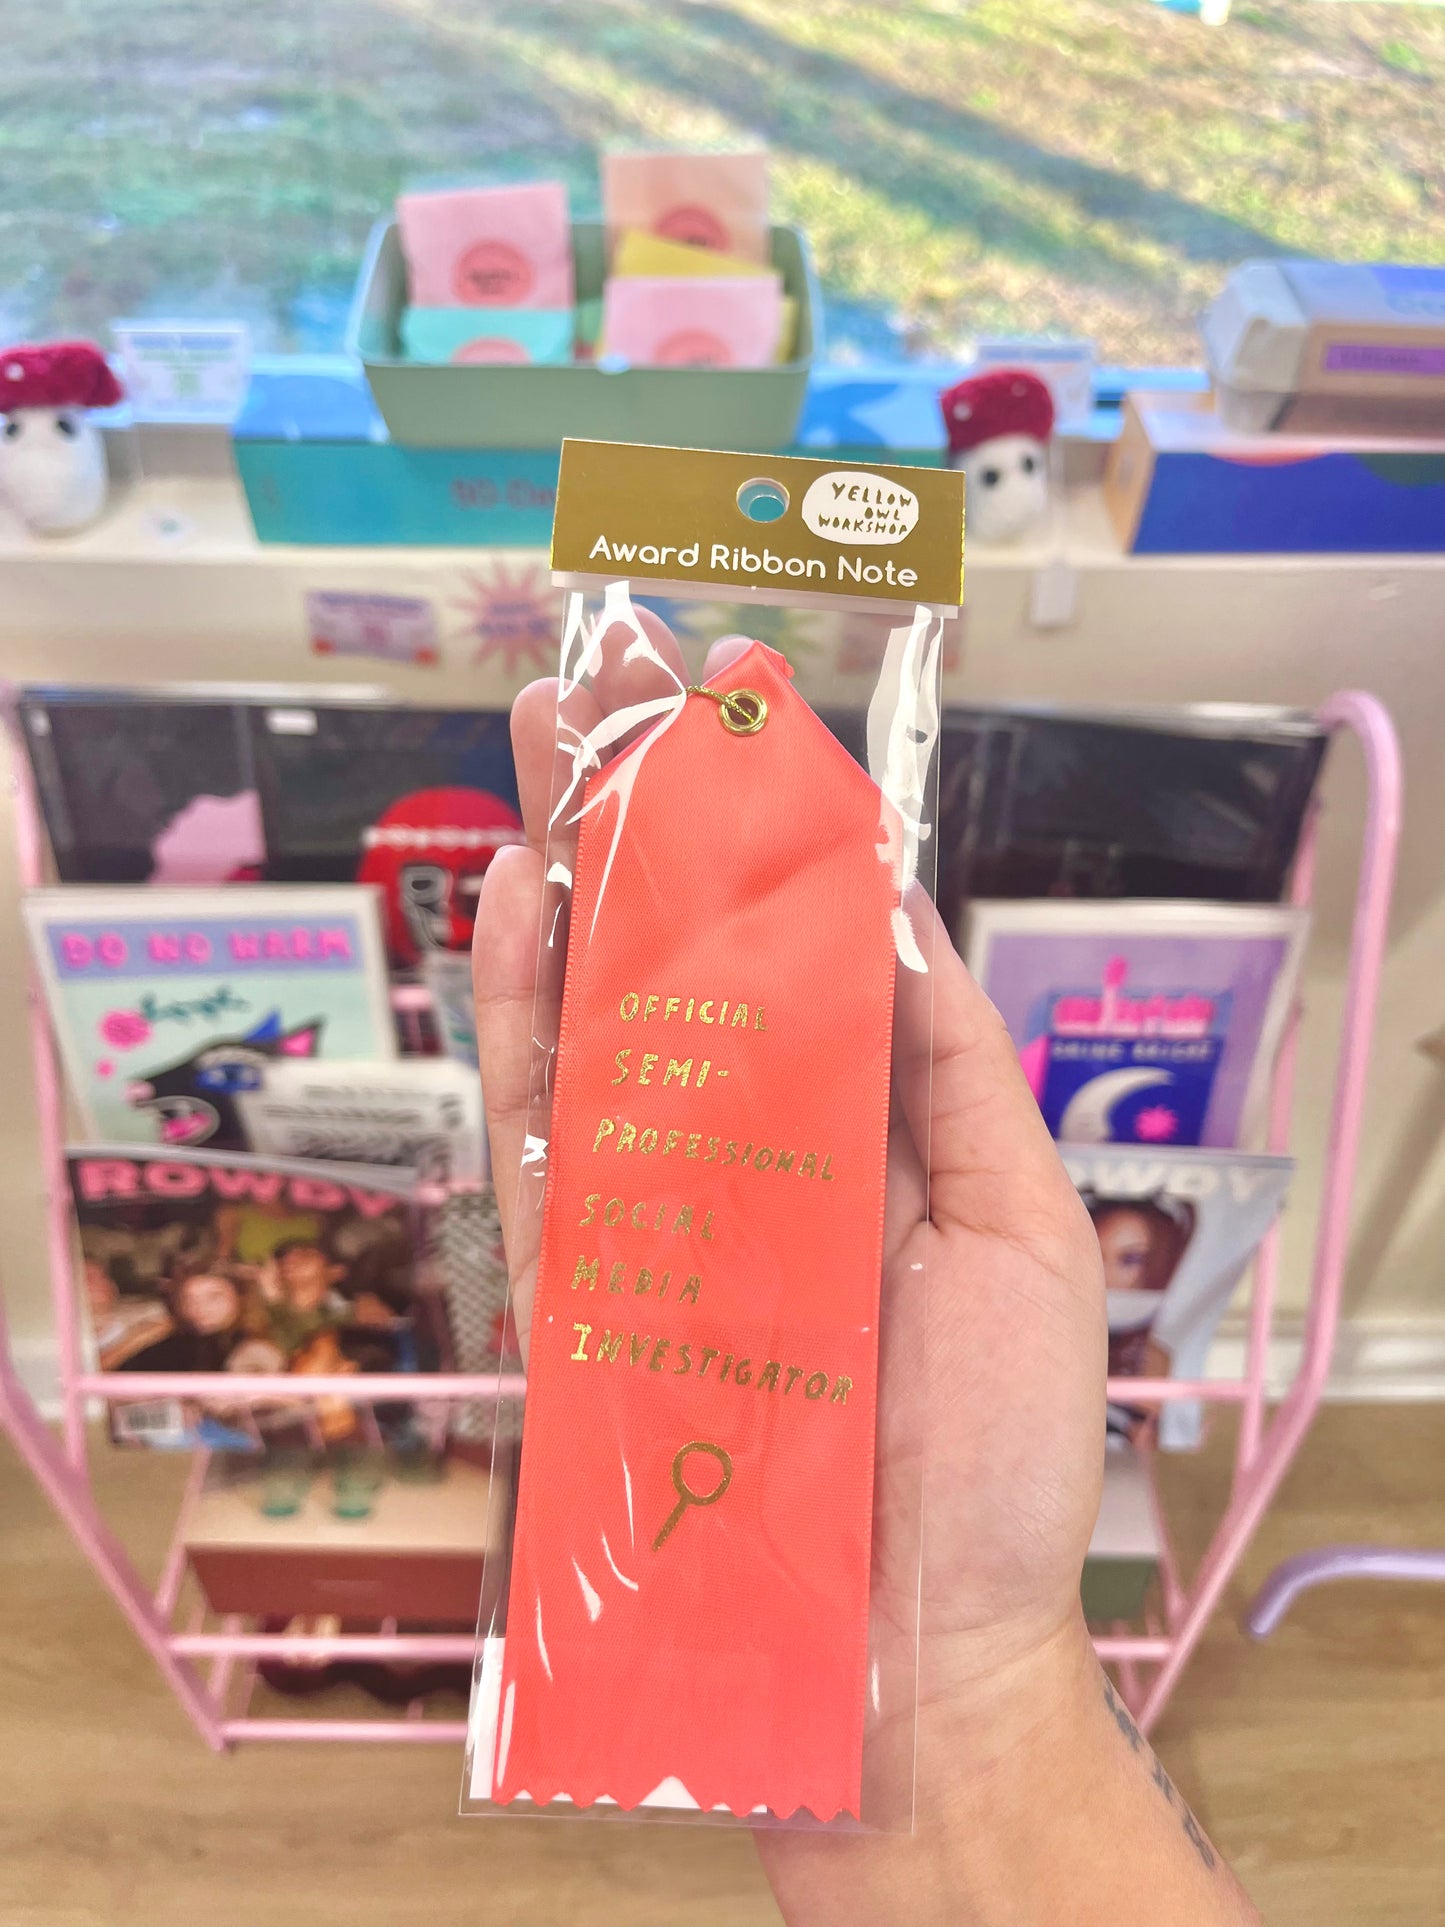 YELLOW
OWL
WORKSHOP
Award Ribbon Note
OFFICIAL
SEMI-
PROFESSIONAL
SOCIAL
MEDIA
INVESTIGATOR
DO NO HARM
ROWDY
ROWDY